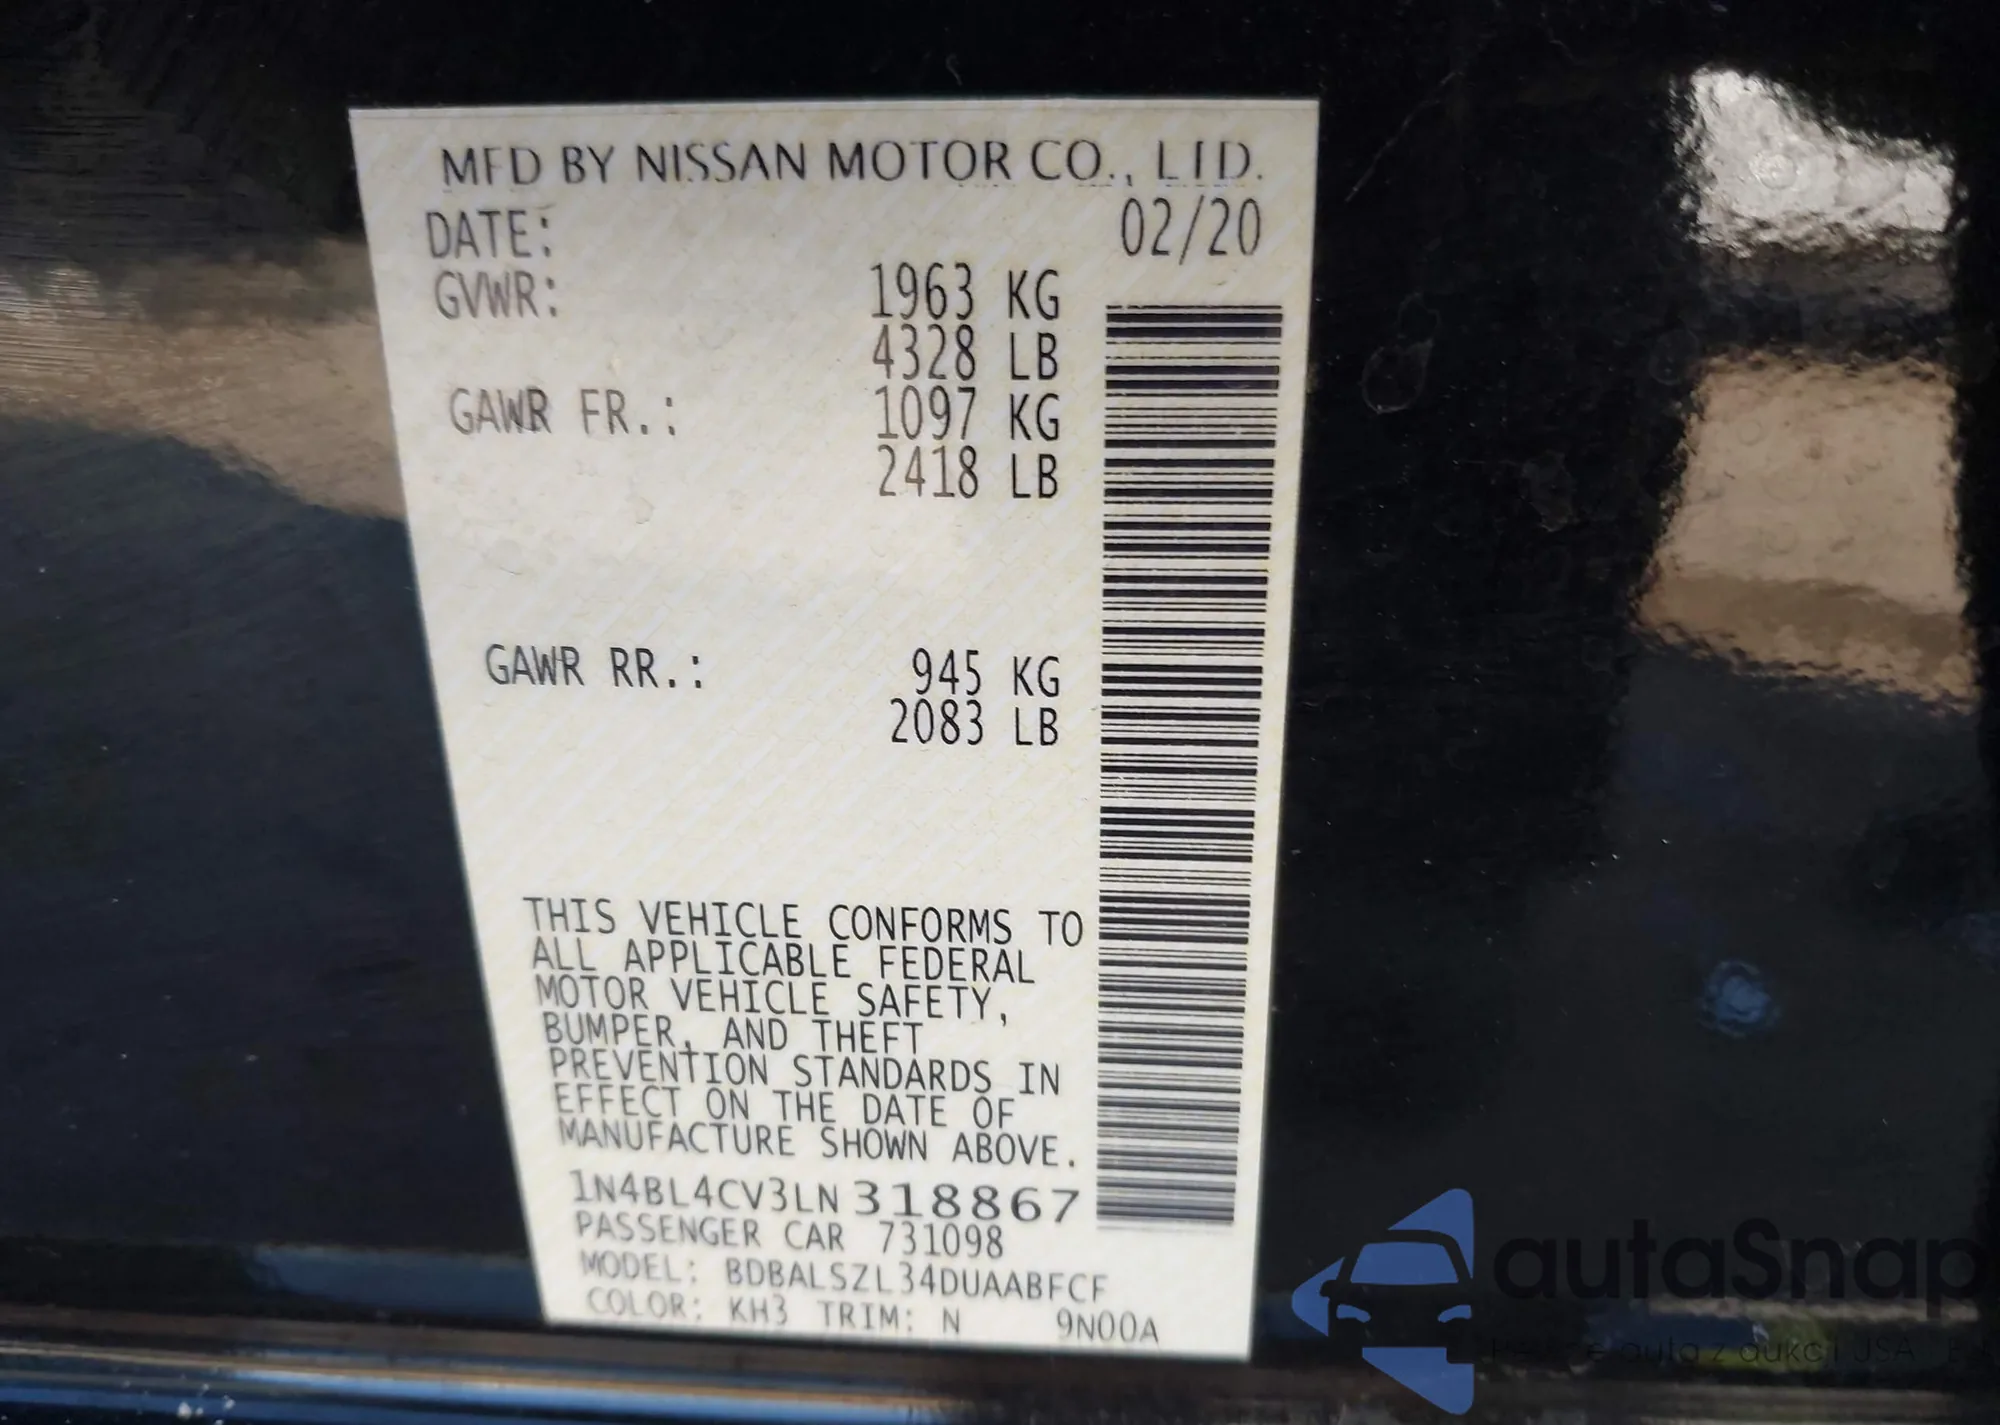 MFD BY NISSAN MOTOR CO., LTD.
DATE: 02/20
GVWR: 1963 KG
4328 LB
GAWR FR.: 1097 KG
2418 LB
GAWR RR.: 945 KG
2083 LB
THIS VEHICLE CONFORMS TO
ALL APPLICABLE FEDERAL
MOTOR VEHICLE SAFETY,
BUMPER, AND THEFT
PREVENTION STANDARDS IN
EFFECT ON THE DATE OF
MANUFACTURE SHOWN ABOVE.
1N4BL4CV3LN318867
PASSENGER CAR 731098
MODEL: BDBALSZL34DUAABFCF
COLOR: KH3 TRIM: N 9N00A
autaSnap
auta z aukcji USA